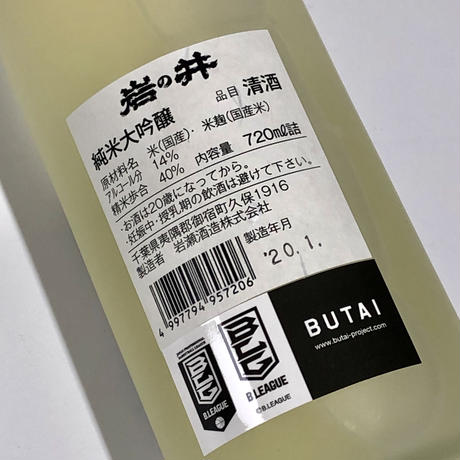 岩の井
純米大吟醸
品目 清酒
原材料名 米(国産)・米麹(国産米)
アルコール分 14%
精米歩合 40% 内容量 720ml詰
・お酒は20歳になってから。
・妊娠中・授乳期の飲酒は避けて下さい。
千葉県夷隅郡御宿町久保1916
製造者 岩瀬酒造株式会社
製造年月
'20.1.
4 997794 957206
B.LEAGUE
B.LEAGUE
©B.LEAGUE
BUTAI
www.butai-project.com